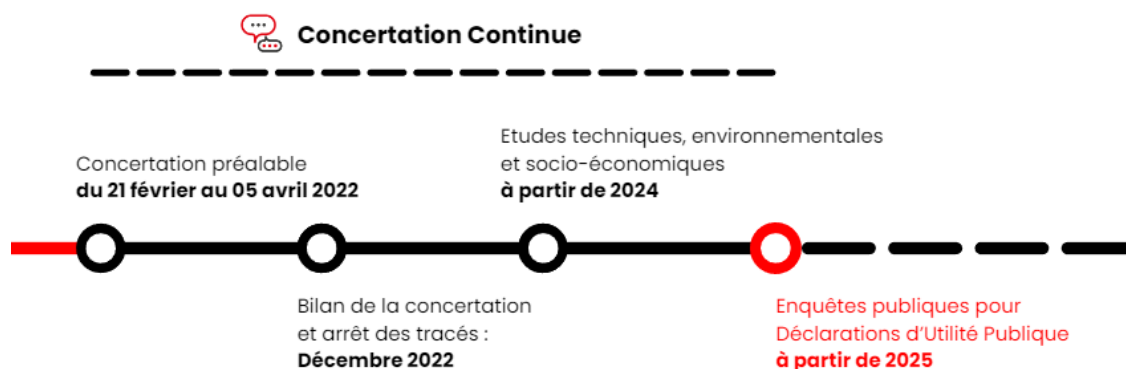 Concertation Continue
Concertation préalable
du 21 février au 05 avril 2022
Etudes techniques, environnementales
et socio-économiques
à partir de 2024
Bilan de la concertation
et arrêt des tracés :
Décembre 2022
Enquêtes publiques pour
Déclarations d'Utilité Publique
à partir de 2025